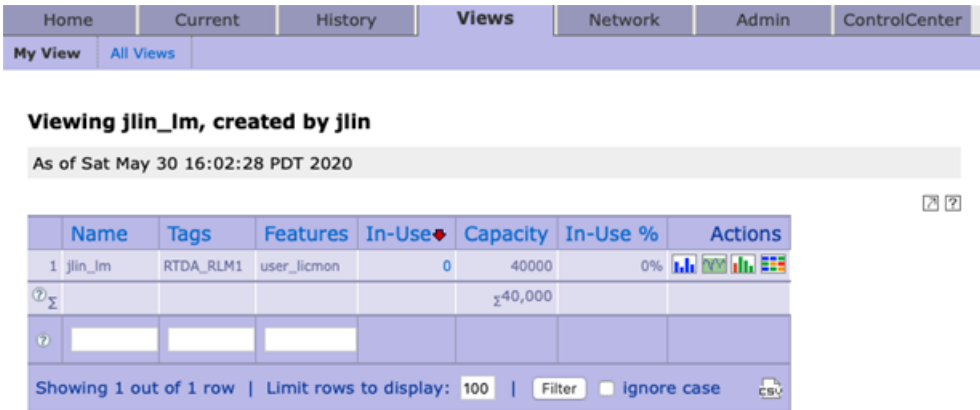 Home Current History Views Network Admin ControlCenter
My View All Views
Viewing jlin_lm, created by jlin
As of Sat May 30 16:02:28 PDT 2020
Name Tags Features In-Use Capacity In-Use % Actions
1 jlin_lm RTDA_RLM1 user_licmon 0 40000 0%
Σ Σ40,000
Showing 1 out of 1 row | Limit rows to display: 100 | Filter ignore case CSV